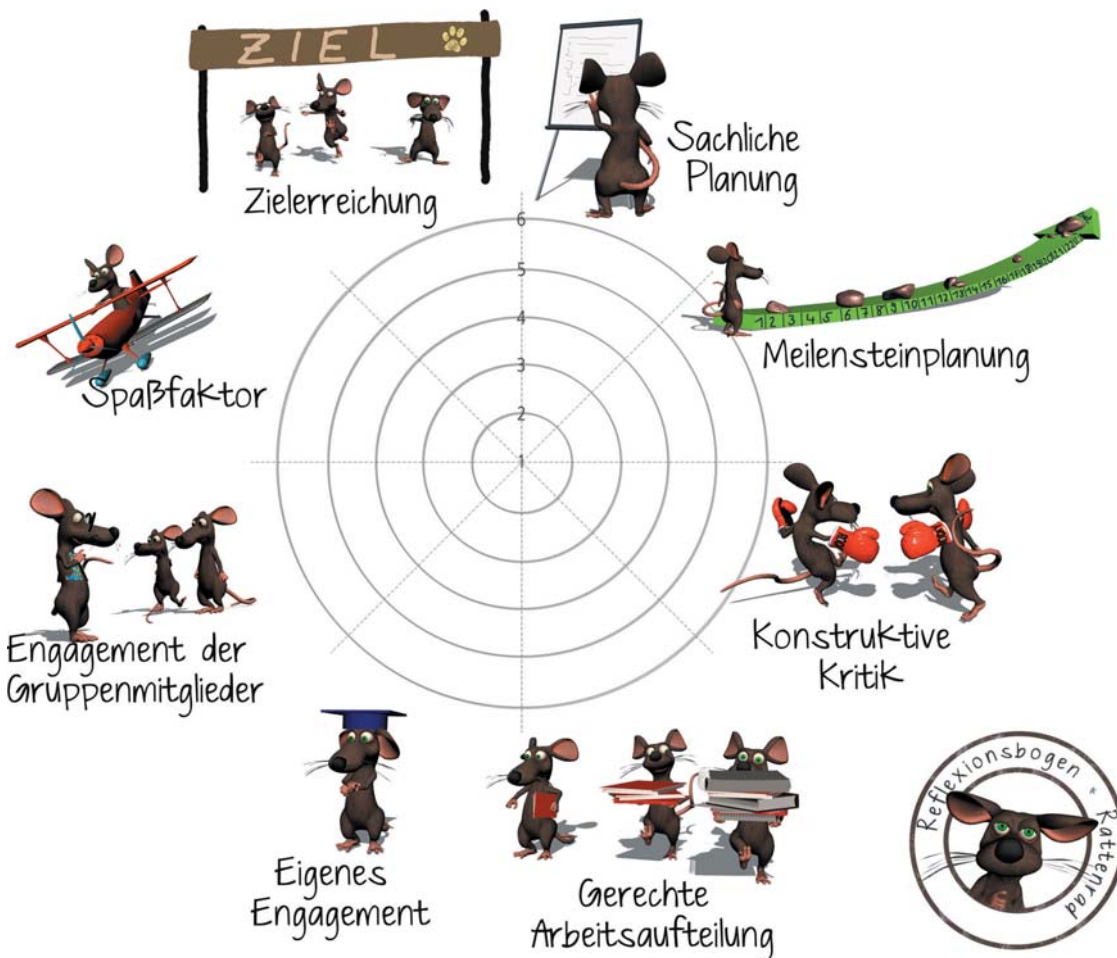 ZIEL
Zielerreichung
Sachliche
Planung
6
5
4
3
2
1
Meilensteinplanung
Spaßfaktor
Konstruktive
Kritik
Engagement der
Gruppenmitglieder
Eigenes
Engagement
Gerechte
Arbeitsaufteilung
Reflexionsbogen
Rattenrad